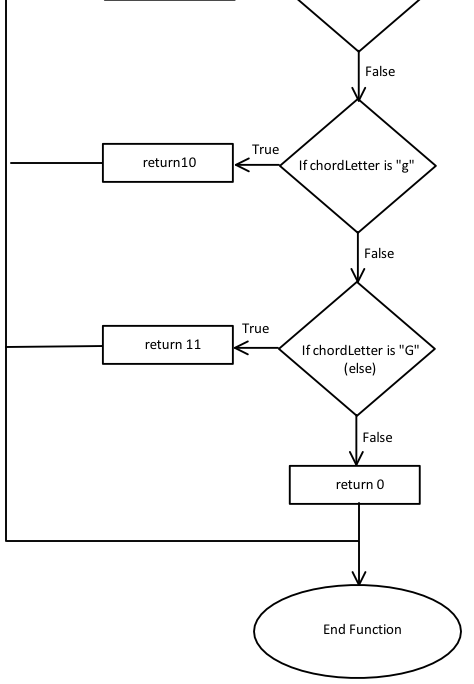 False
True
return10
If chordLetter is "g"
False
True
return 11
If chordLetter is "G"
(else)
False
return 0
End Function